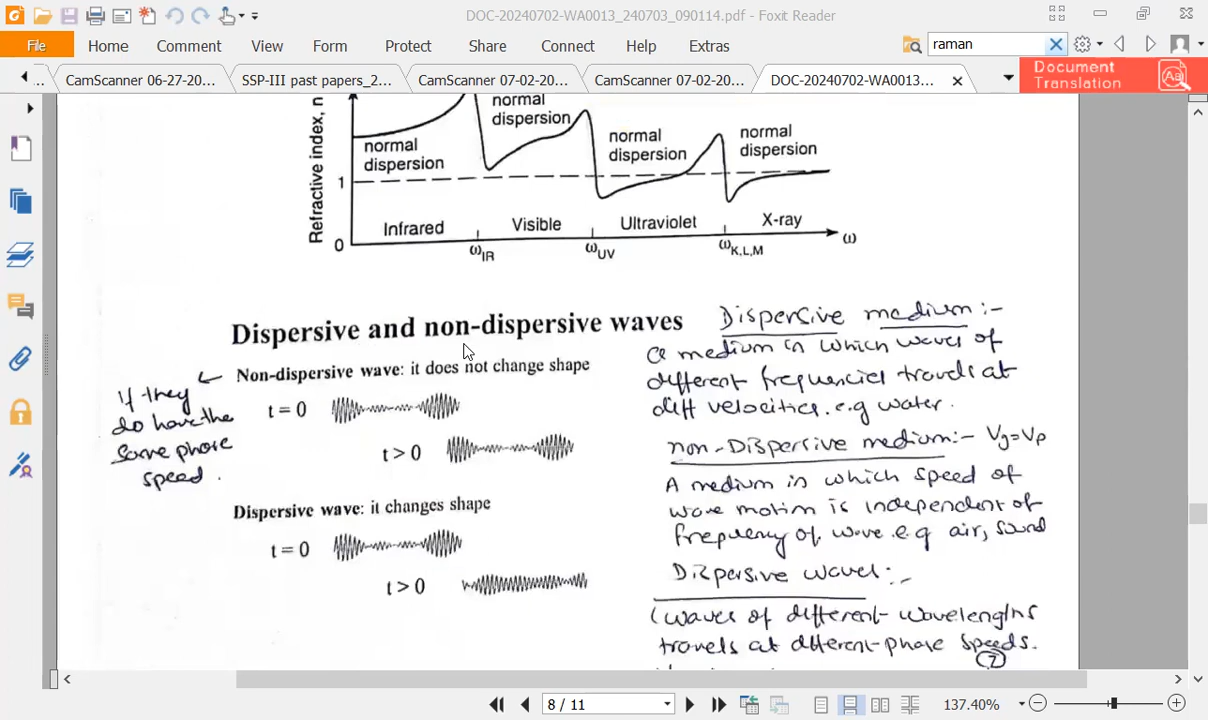 DOC-20240702-WA0013_240703_090114.pdf - Foxit Reader
File Home Comment View Form Protect Share Connect Help Extras
raman
.. CamScanner 06-27-20... SSP-III past papers_2... CamScanner 07-02-20... CamScanner 07-02-20... DOC-20240702-WA0013...
Document
Translation
Refractive index, n
normal
dispersion
normal
dispersion
normal
dispersion
normal
dispersion
1
0
Infrared Visible Ultraviolet X-ray
ωIR ωUV ωK,L,M ω
Dispersive and non-dispersive waves
Non-dispersive wave: it does not change shape
t = 0
t > 0
Dispersive wave: it changes shape
t = 0
t > 0
If they
do have the
same phase
speed.
Dispersive medium:-
a medium in which waves of
different frequencies travels at
diff velocities. e.g water.
non-Dispersive medium:- Vg=Vp
A medium in which speed of
wave motion is independent of
frequency of wave e.g air, sound
Dispersive waves:-
(waves of different wavelengths
travels at different phase speeds.
7
8 / 11
137.40%